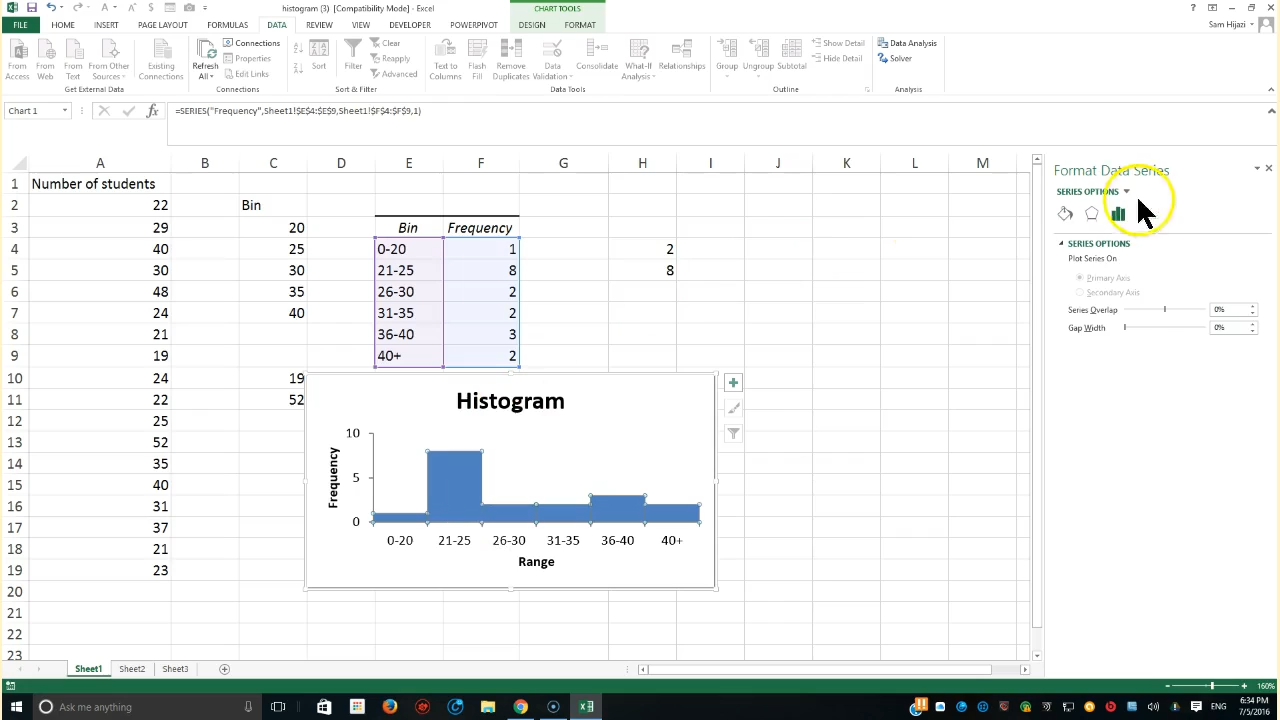 histogram (3) [Compatibility Mode] - Excel
CHART TOOLS
FILE HOME INSERT PAGE LAYOUT FORMULAS DATA REVIEW VIEW DEVELOPER POWERPIVOT DESIGN FORMAT
Sam Hijazi
From Access
From Web
From Text
From Other Sources
Existing Connections
Refresh All
Connections
Properties
Edit Links
Sort
Filter
Clear
Reapply
Advanced
Text to Columns
Flash Fill
Remove Duplicates
Data Validation
Consolidate
What-If Analysis
Relationships
Group
Ungroup
Subtotal
Show Detail
Hide Detail
Data Analysis
Solver
Get External Data
Connections
Sort & Filter
Data Tools
Outline
Analysis
Chart 1
fx
=SERIES("Frequency",Sheet1!$E$4:$E$9,Sheet1!$F$4:$F$9,1)
A B C D E F G H I J K L M
1 Number of students
2 22 Bin
3 29 20 Bin Frequency
4 40 25 0-20 1 2
5 30 30 21-25 8 8
6 48 35 26-30 2
7 24 40 31-35 2
8 21 36-40 3
9 19 40+ 2
10 24 19
11 22 52
12 25
13 52
14 35
15 40
16 31
17 37
18 21
19 23
20
21
22
23
Histogram
Frequency
10
5
0
0-20 21-25 26-30 31-35 36-40 40+
Range
Format Data Series
SERIES OPTIONS
SERIES OPTIONS
Plot Series On
Primary Axis
Secondary Axis
Series Overlap 0%
Gap Width 0%
Sheet1 Sheet2 Sheet3
160%
Ask me anything
ENG
6:34 PM
7/5/2016